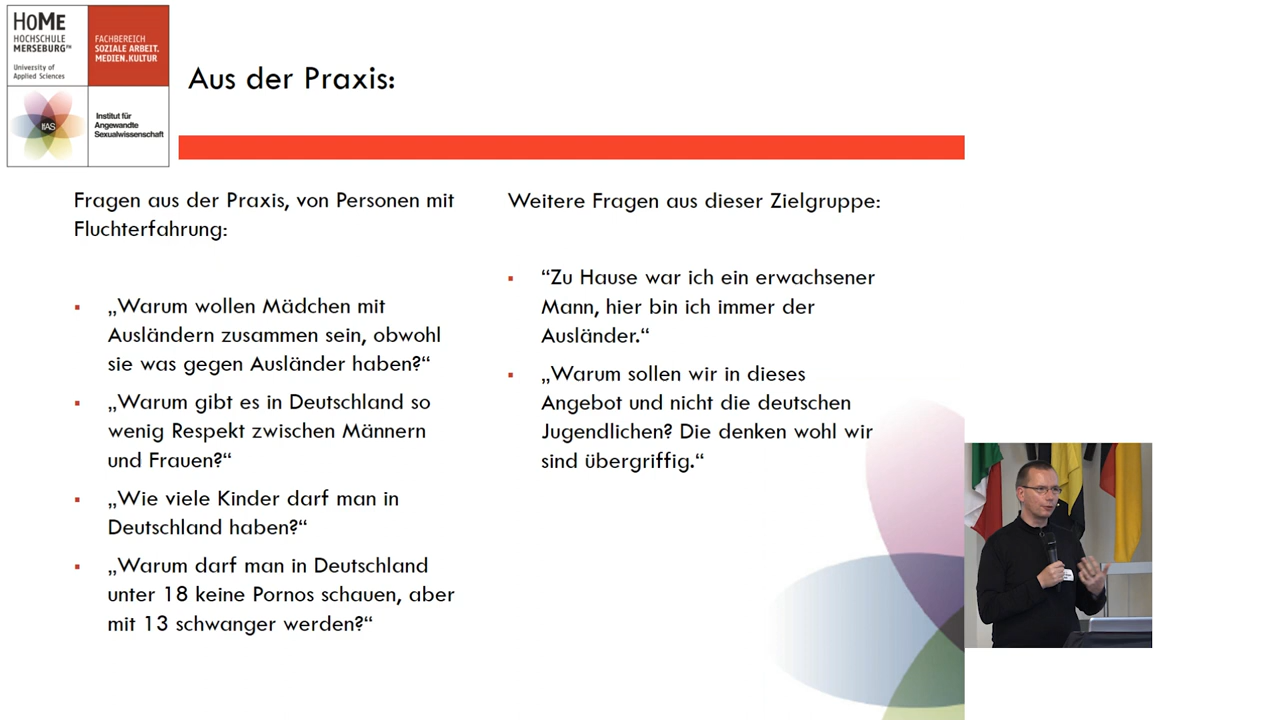 HoMe
HOCHSCHULE
MERSEBURG FH
University of
Applied Sciences
FACHBEREICH
SOZIALE ARBEIT.
MEDIEN.KULTUR
IfAS
Institut für
Angewandte
Sexualwissenschaft
Aus der Praxis:
Fragen aus der Praxis, von Personen mit
Fluchterfahrung:
„Warum wollen Mädchen mit
Ausländern zusammen sein, obwohl
sie was gegen Ausländer haben?“
„Warum gibt es in Deutschland so
wenig Respekt zwischen Männern
und Frauen?“
„Wie viele Kinder darf man in
Deutschland haben?“
„Warum darf man in Deutschland
unter 18 keine Pornos schauen, aber
mit 13 schwanger werden?“
Weitere Fragen aus dieser Zielgruppe:
“Zu Hause war ich ein erwachsener
Mann, hier bin ich immer der
Ausländer.“
„Warum sollen wir in dieses
Angebot und nicht die deutschen
Jugendlichen? Die denken wohl wir
sind übergriffig.“